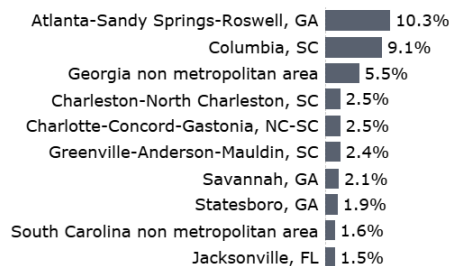 Atlanta-Sandy Springs-Roswell, GA 10.3%
Columbia, SC 9.1%
Georgia non metropolitan area 5.5%
Charleston-North Charleston, SC 2.5%
Charlotte-Concord-Gastonia, NC-SC 2.5%
Greenville-Anderson-Mauldin, SC 2.4%
Savannah, GA 2.1%
Statesboro, GA 1.9%
South Carolina non metropolitan area 1.6%
Jacksonville, FL 1.5%